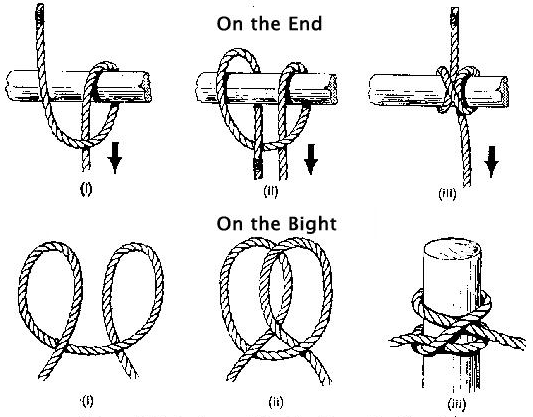 On the End
(i)
(ii)
(iii)
On the Bight
(i)
(ii)
(iii)